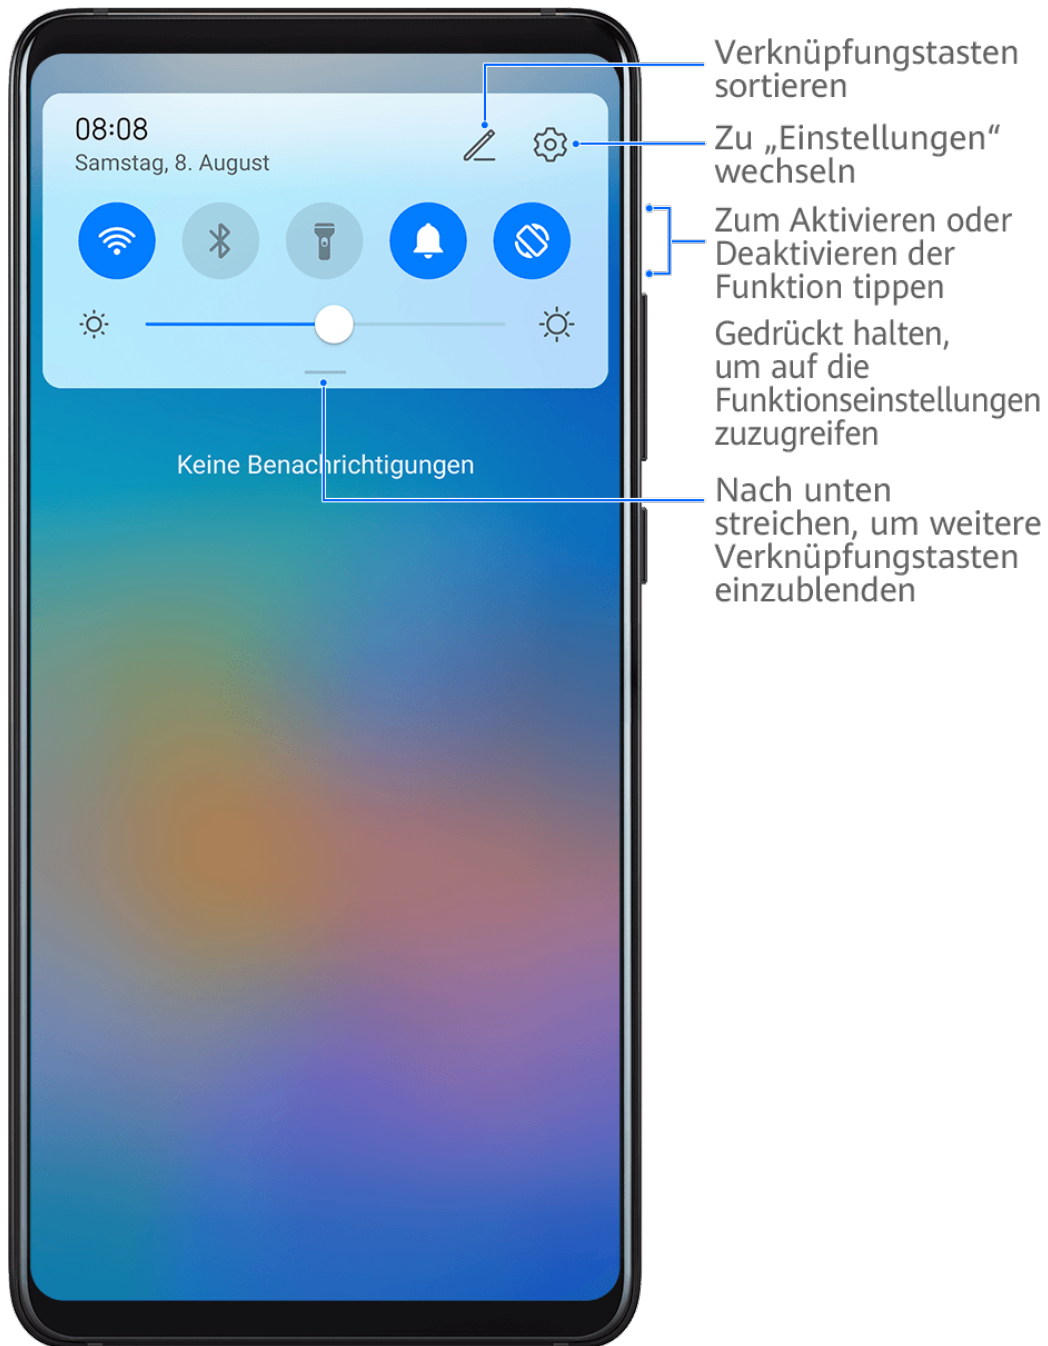 08:08
Samstag, 8. August
Keine Benachrichtigungen
Verknüpfungstasten
sortieren
Zu „Einstellungen“
wechseln
Zum Aktivieren oder
Deaktivieren der
Funktion tippen
Gedrückt halten,
um auf die
Funktionseinstellungen
zuzugreifen
Nach unten
streichen, um weitere
Verknüpfungstasten
einzublenden